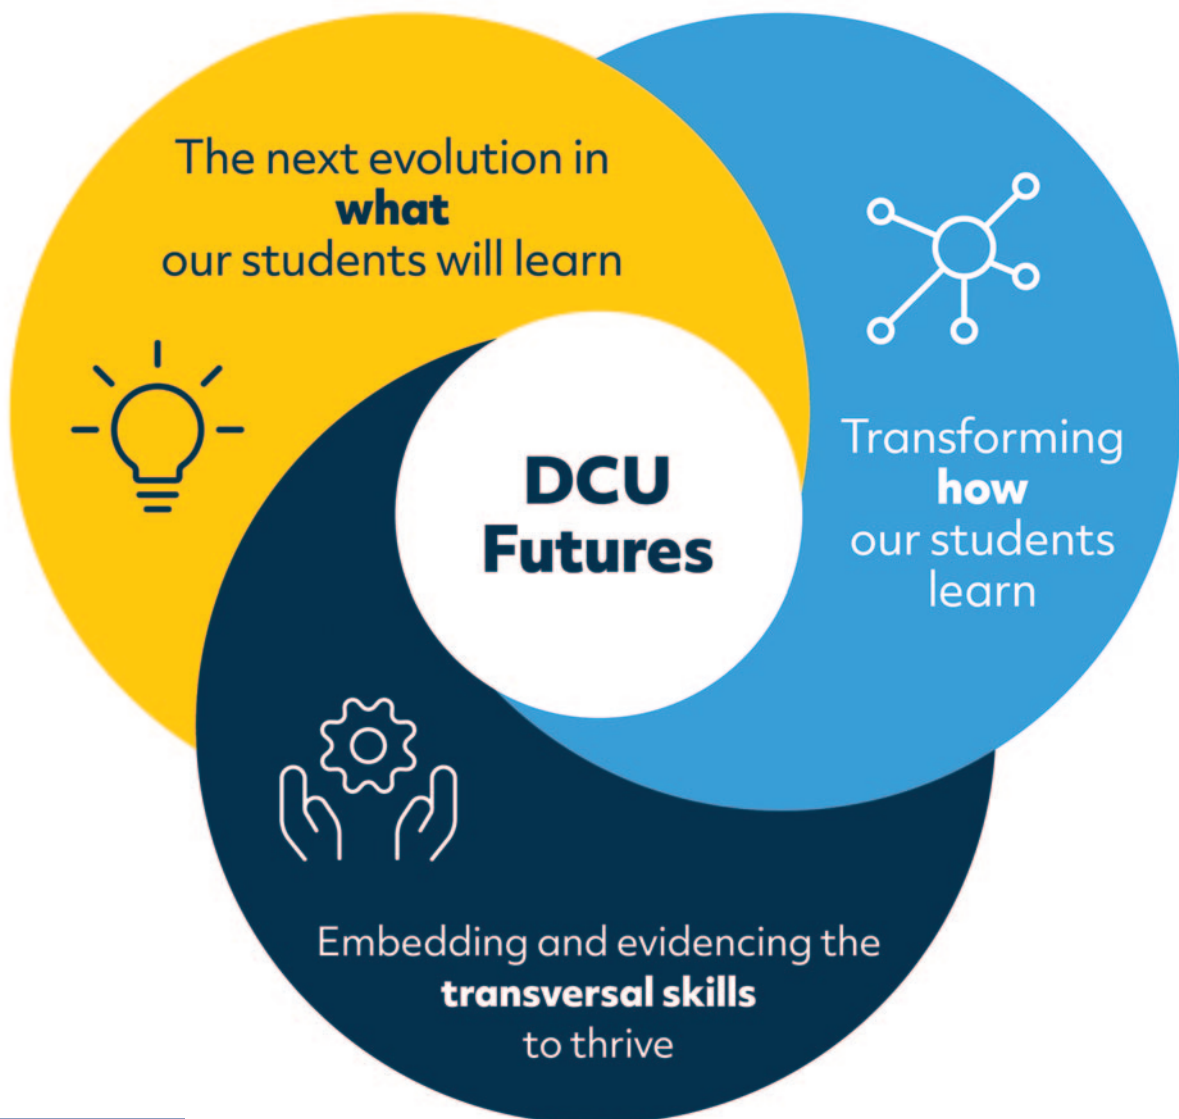 The next evolution in
what
our students will learn
Transforming
how
our students
learn
DCU
Futures
Embedding and evidencing the
transversal skills
to thrive